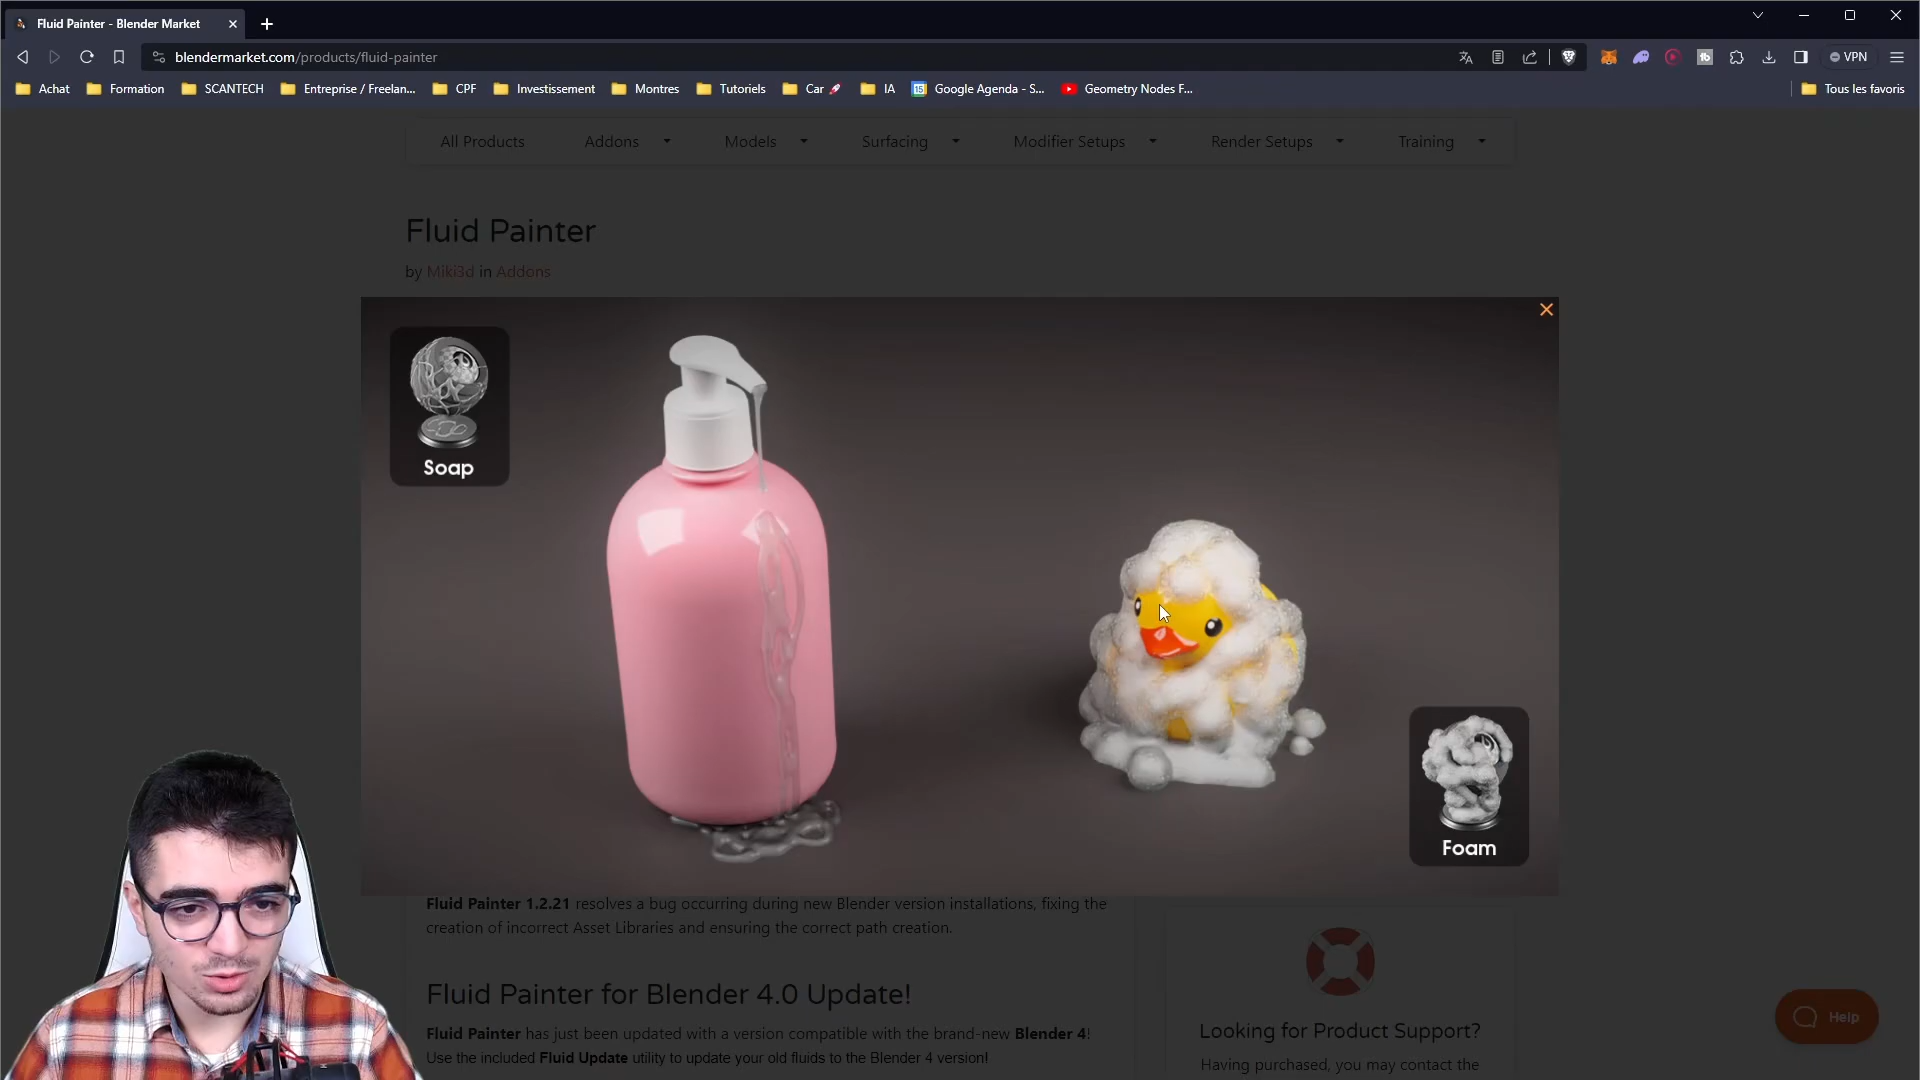 Fluid Painter - Blender Market
blendermarket.com/products/fluid-painter
VPN
Achat
Formation
SCANTECH
Entreprise / Freelan...
CPF
Investissement
Montres
Tutoriels
Car 🚀
IA
Google Agenda - S...
Geometry Nodes F...
Tous les favoris
All Products
Addons
Models
Surfacing
Modifier Setups
Render Setups
Training
Fluid Painter
by Miki3d in Addons
Soap
Foam
Fluid Painter 1.2.21 resolves a bug occurring during new Blender version installations, fixing the
creation of incorrect Asset Libraries and ensuring the correct path creation.
Fluid Painter for Blender 4.0 Update!
Fluid Painter has just been updated with a version compatible with the brand-new Blender 4!
Use the included Fluid Update utility to update your old fluids to the Blender 4 version!
Looking for Product Support?
Having purchased, you may contact the
Help